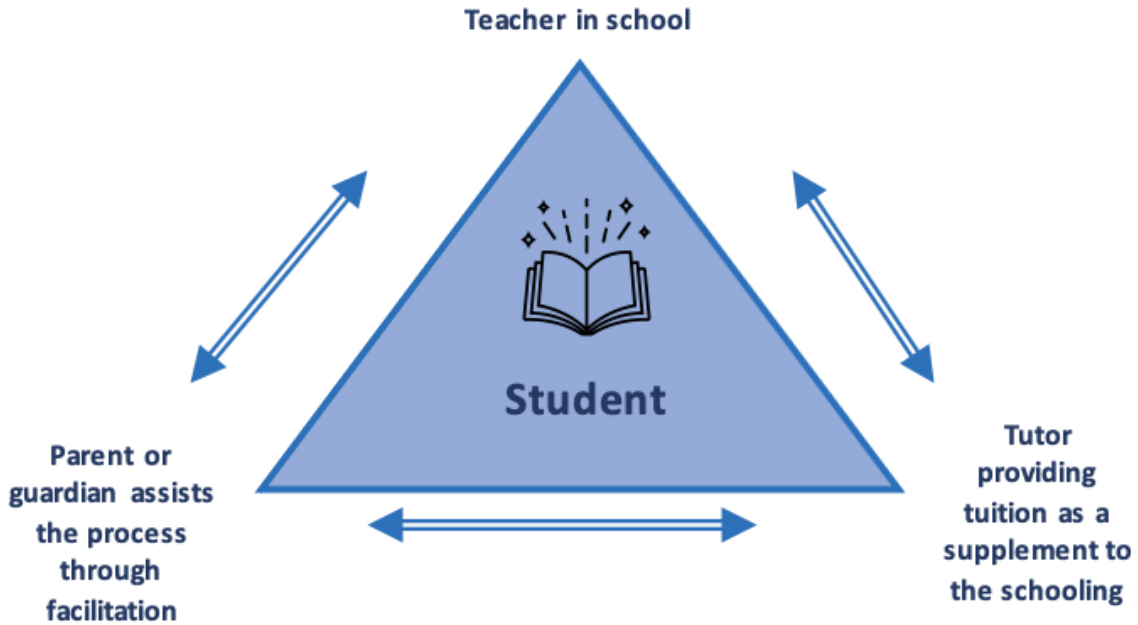 Teacher in school
Student
Parent or
guardian assists
the process
through
facilitation
Tutor
providing
tuition as a
supplement to
the schooling